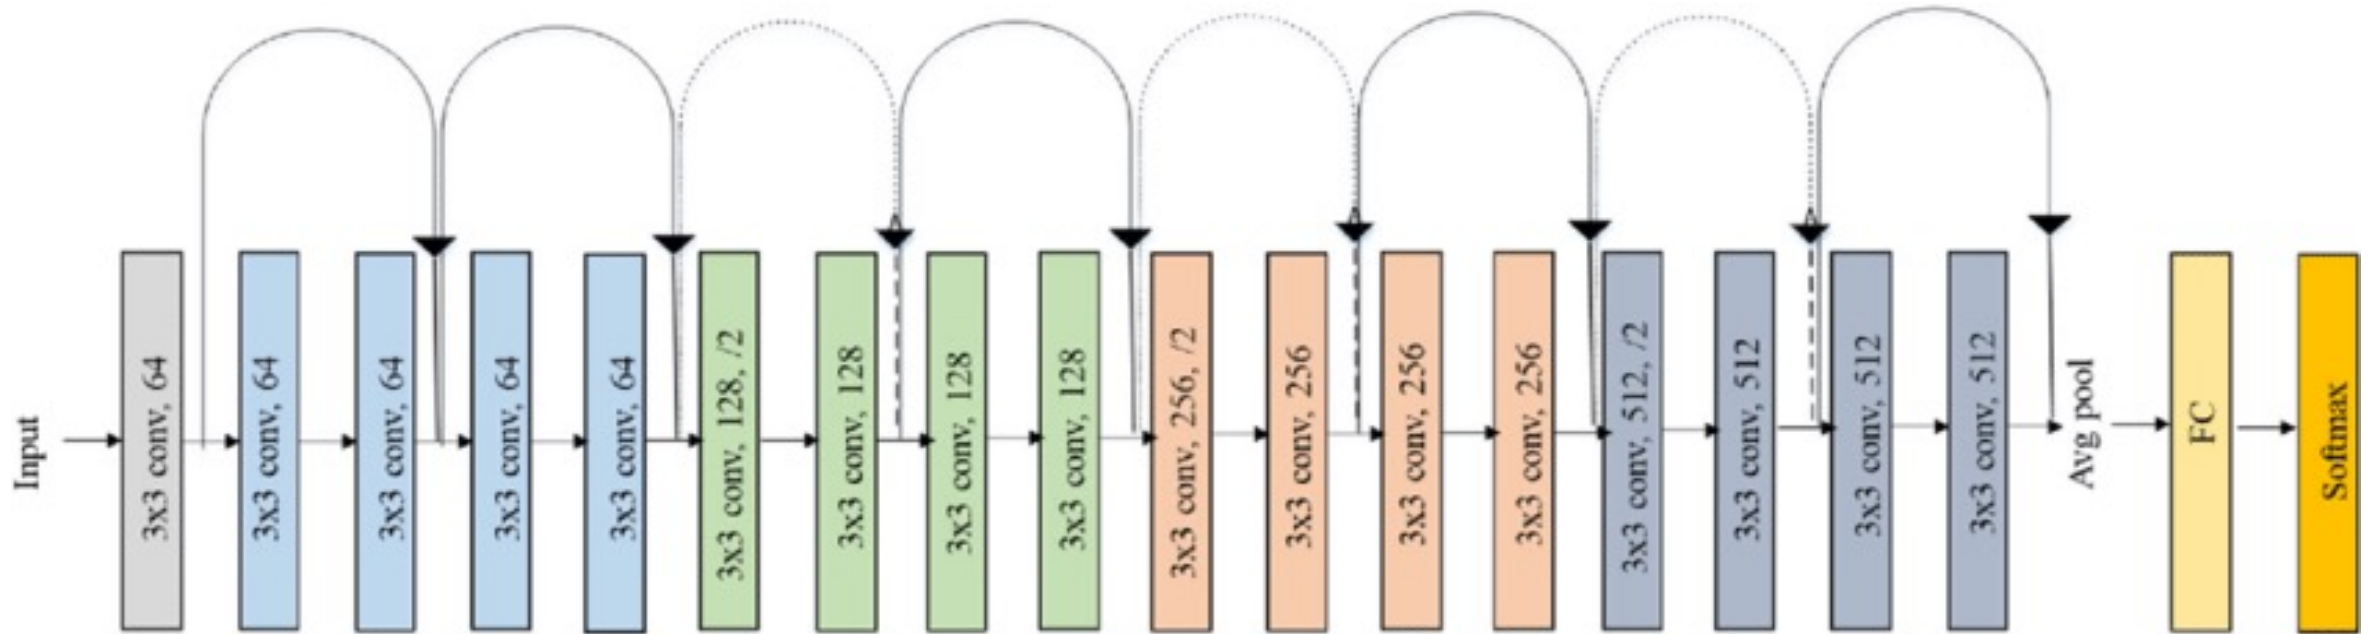 Input
3x3 conv, 64
3x3 conv, 64
3x3 conv, 64
3x3 conv, 64
3x3 conv, 64
3x3 conv, 128, /2
3x3 conv, 128
3x3 conv, 128
3x3 conv, 128
3x3 conv, 256, /2
3x3 conv, 256
3x3 conv, 256
3x3 conv, 256
3x3 conv, 512, /2
3x3 conv, 512
3x3 conv, 512
3x3 conv, 512
Avg pool
FC
Softmax